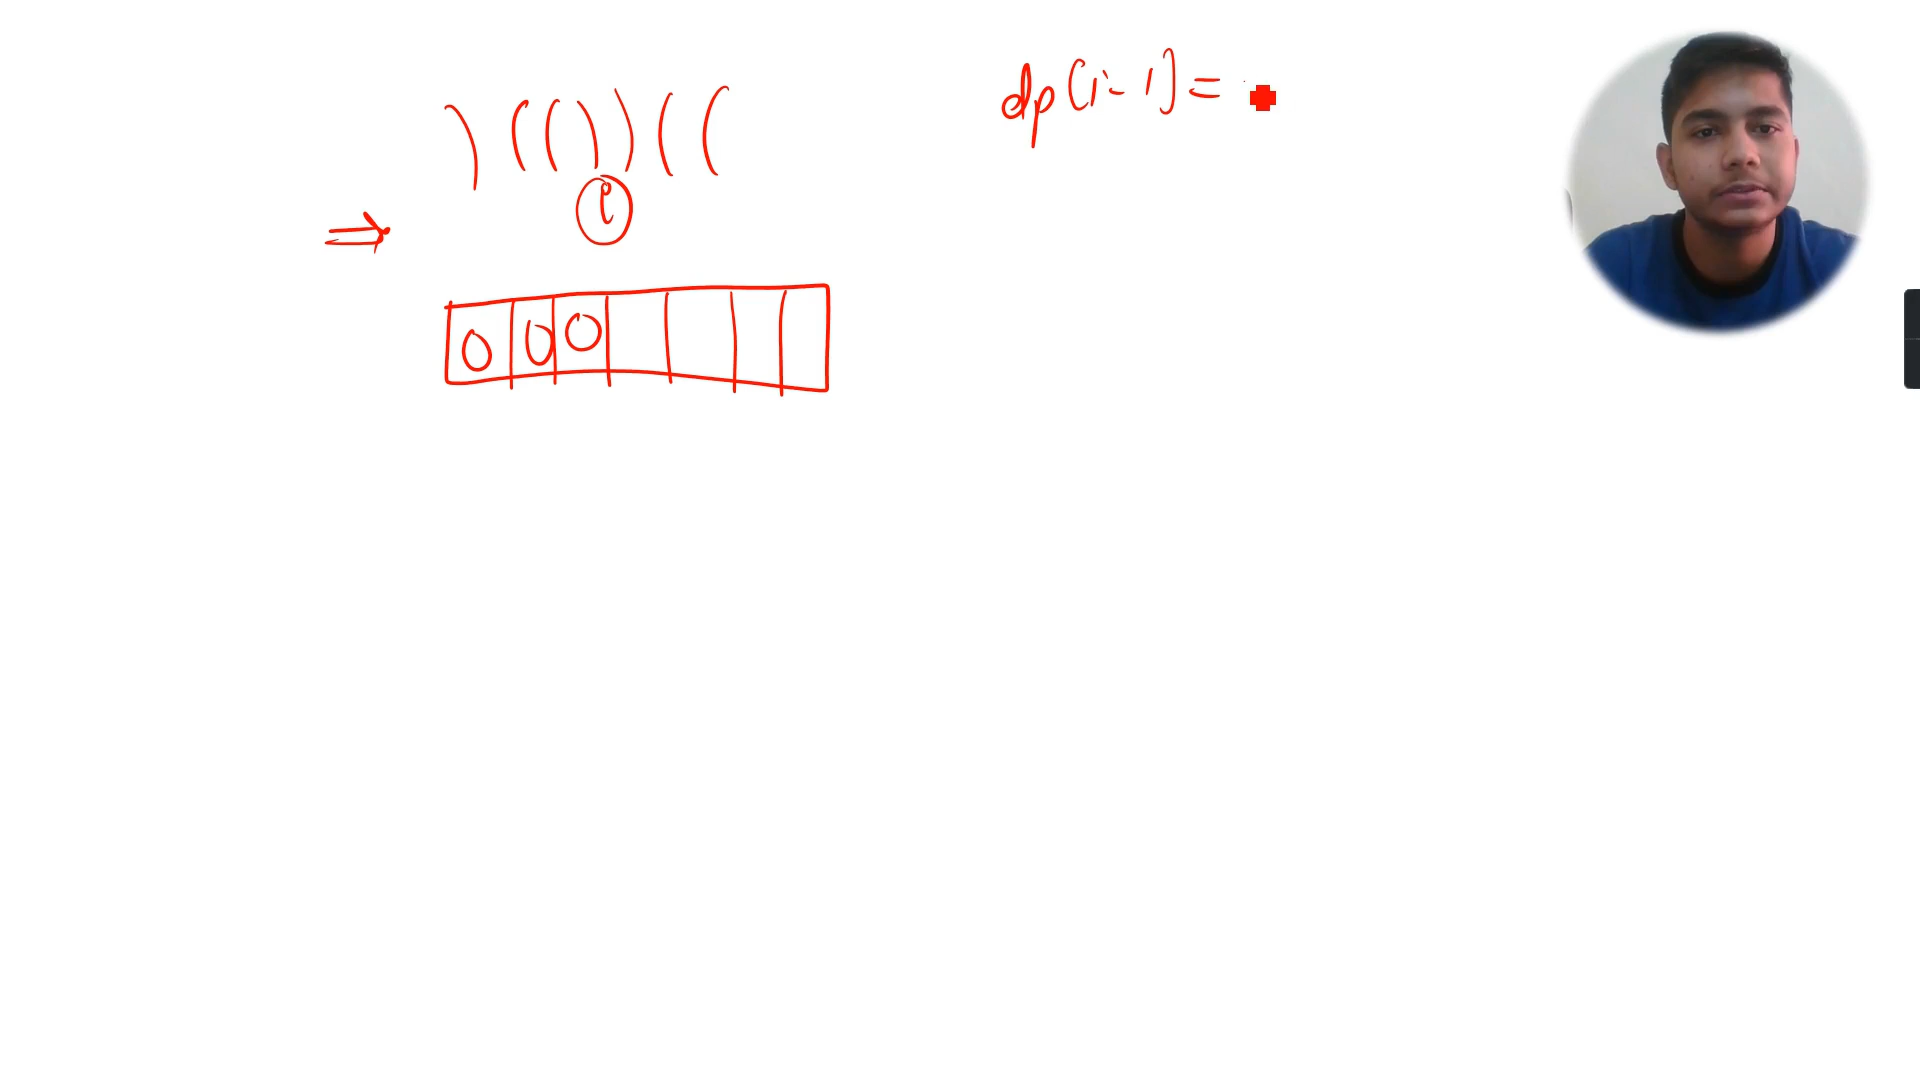 ) ( ( ) ) ( (
dp[i-1] =
i
0 0 0